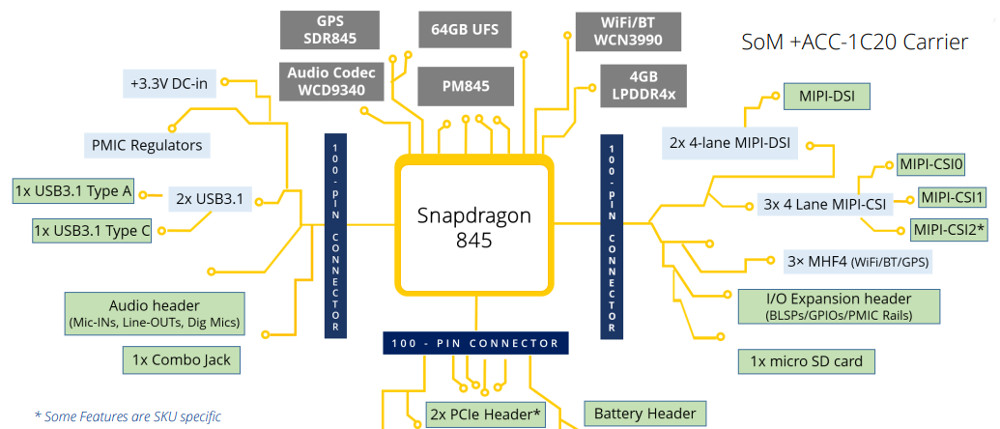 SoM +ACC-1C20 Carrier
GPS
SDR845
64GB UFS
WiFi/BT
WCN3990
Audio Codec
WCD9340
PM845
4GB
LPDDR4x
+3.3V DC-in
PMIC Regulators
1x USB3.1 Type A
2x USB3.1
1x USB3.1 Type C
100-PIN CONNECTOR
Snapdragon
845
100-PIN CONNECTOR
MIPI-DSI
2x 4-lane MIPI-DSI
MIPI-CSI0
3x 4 Lane MIPI-CSI
MIPI-CSI1
MIPI-CSI2*
3× MHF4 (WiFi/BT/GPS)
Audio header
(Mic-INs, Line-OUTs, Dig Mics)
I/O Expansion header
(BLSPs/GPIOs/PMIC Rails)
1x Combo Jack
100 - PIN CONNECTOR
1x micro SD card
* Some Features are SKU specific
2x PCIe Header*
Battery Header